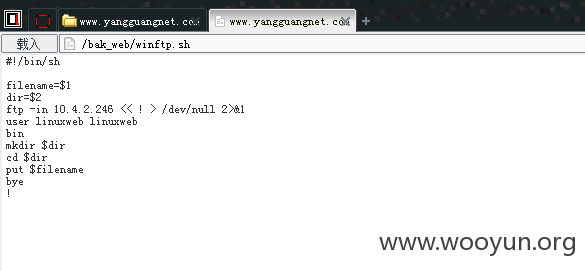 www.yangguangnet.com
www.yangguangnet.com
载入
/bak_web/winftp.sh
#!/bin/sh
filename=$1
dir=$2
ftp -in 10.4.2.246 << ! > /dev/null 2>&1
user linuxweb linuxweb
bin
mkdir $dir
cd $dir
put $filename
bye
!
www.wooyun.org